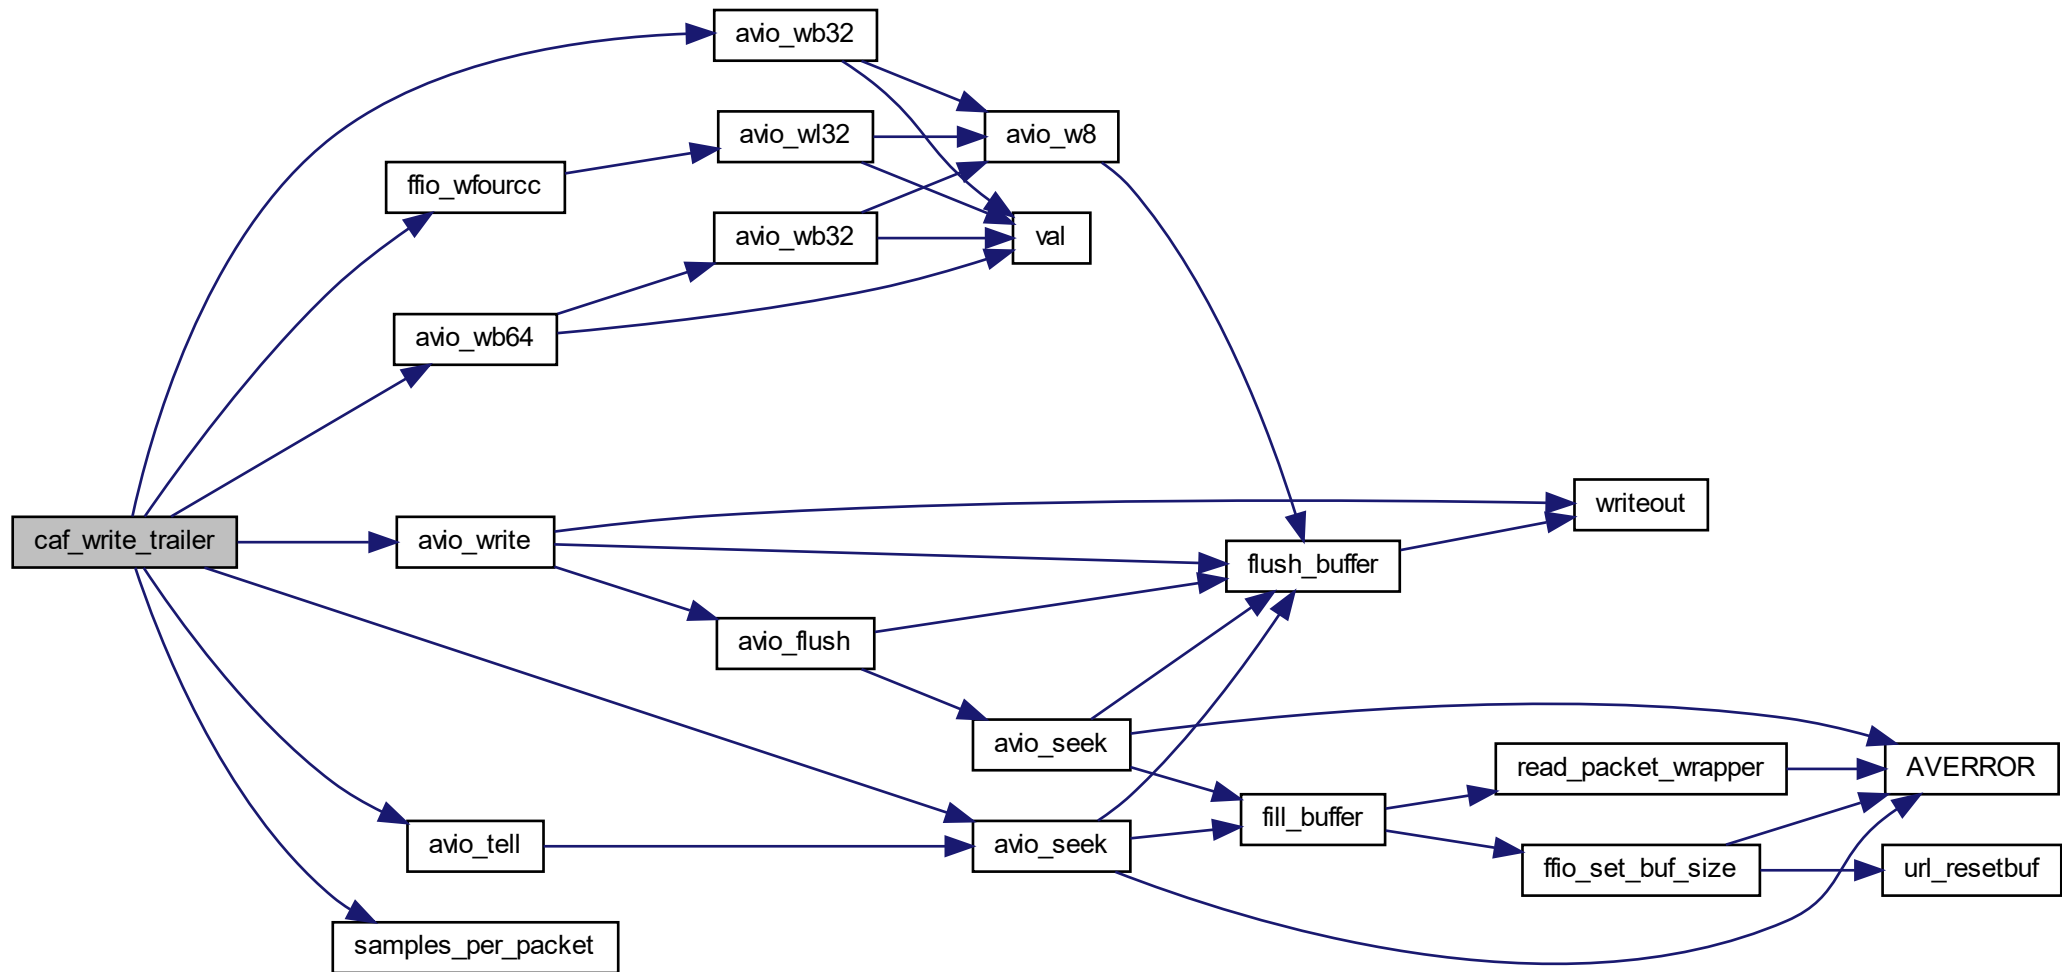 avio_wb32
avio_wl32
avio_w8
ffio_wfourcc
avio_wb32
val
avio_wb64
writeout
caf_write_trailer
avio_write
flush_buffer
avio_flush
avio_seek
read_packet_wrapper
AVERROR
fill_buffer
avio_tell
avio_seek
ffio_set_buf_size
url_resetbuf
samples_per_packet